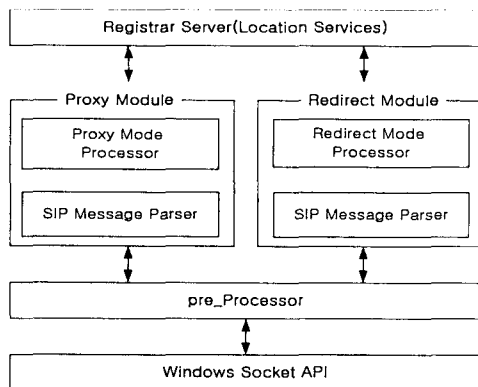 Registrar Server(Location Services)
Proxy Module
Proxy Mode
Processor
SIP Message Parser
Redirect Module
Redirect Mode
Processor
SIP Message Parser
pre_Processor
Windows Socket API